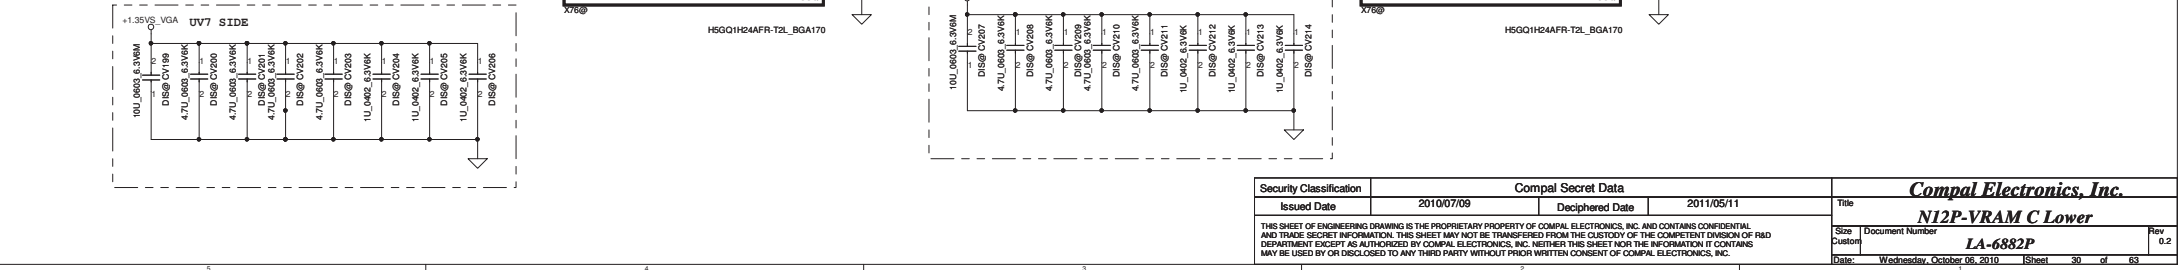 +1.35VS_VGA
UV7 SIDE
10U_0603_6.3V6M
DIS@ CV199
4.7U_0603_6.3V6K
DIS@ CV200
4.7U_0603_6.3V6K
DIS@ CV201
4.7U_0603_6.3V6K
DIS@ CV202
4.7U_0603_6.3V6K
DIS@ CV203
1U_0402_6.3V6K
DIS@ CV204
1U_0402_6.3V6K
DIS@ CV205
1U_0402_6.3V6K
DIS@ CV206
X76@
H5GQ1H24AFR-T2L_BGA170
10U_0603_6.3V6M
DIS@ CV207
4.7U_0603_6.3V6K
DIS@ CV208
4.7U_0603_6.3V6K
DIS@ CV209
4.7U_0603_6.3V6K
DIS@ CV210
4.7U_0603_6.3V6K
DIS@ CV211
1U_0402_6.3V6K
DIS@ CV212
1U_0402_6.3V6K
DIS@ CV213
1U_0402_6.3V6K
DIS@ CV214
X76@
H5GQ1H24AFR-T2L_BGA170
Security Classification
Compal Secret Data
Issued Date
2010/07/09
Deciphered Date
2011/05/11
THIS SHEET OF ENGINEERING DRAWING IS THE PROPRIETARY PROPERTY OF COMPAL ELECTRONICS, INC. AND CONTAINS CONFIDENTIAL
AND TRADE SECRET INFORMATION. THIS SHEET MAY NOT BE TRANSFERED FROM THE CUSTODY OF THE COMPETENT DIVISION OF R&D
DEPARTMENT EXCEPT AS AUTHORIZED BY COMPAL ELECTRONICS, INC. NEITHER THIS SHEET NOR THE INFORMATION IT CONTAINS
MAY BE USED BY OR DISCLOSED TO ANY THIRD PARTY WITHOUT PRIOR WRITTEN CONSENT OF COMPAL ELECTRONICS, INC.
Compal Electronics, Inc.
Title
N12P-VRAM C Lower
Size
Custom
Document Number
LA-6882P
Rev
0.2
Date: Wednesday, October 06, 2010 Sheet 30 of 63